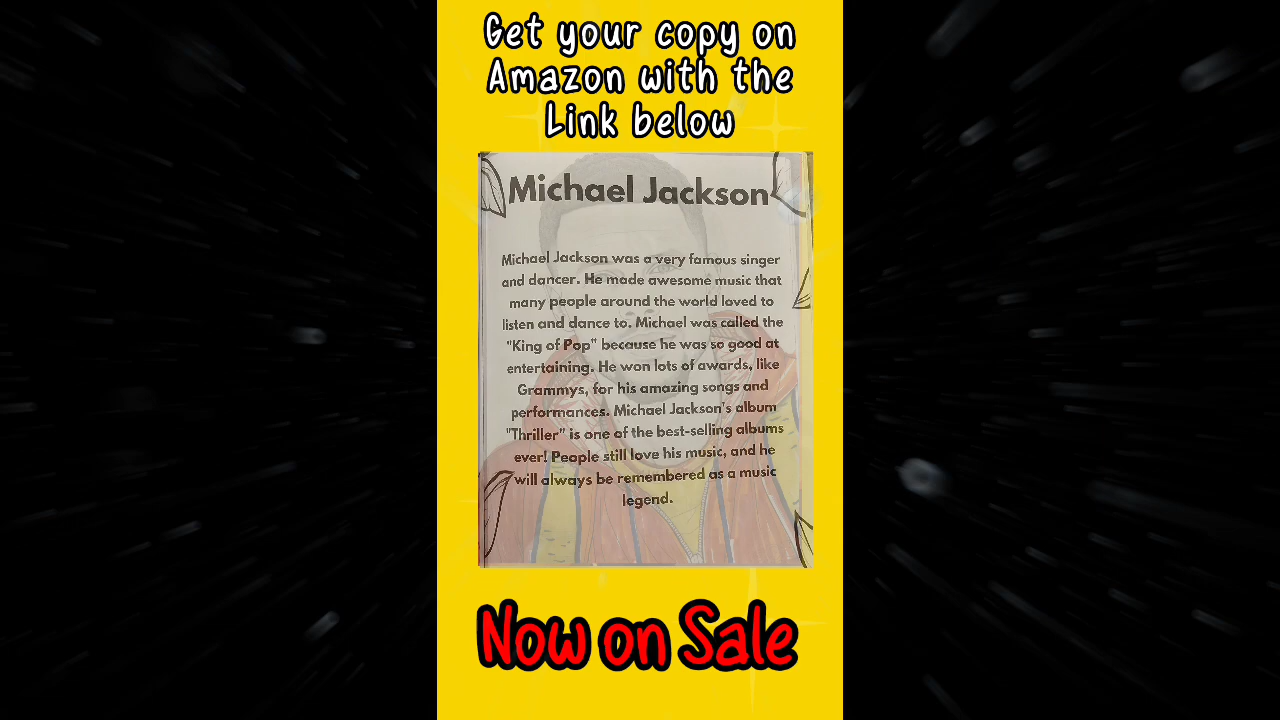 Get your copy on
Amazon with the
Link below
Michael Jackson
Michael Jackson was a very famous singer
and dancer. He made awesome music that
many people around the world loved to
listen and dance to. Michael was called the
"King of Pop" because he was so good at
entertaining. He won lots of awards, like
Grammys, for his amazing songs and
performances. Michael Jackson's album
"Thriller" is one of the best-selling albums
ever! People still love his music, and he
will always be remembered as a music
legend.
Now on Sale